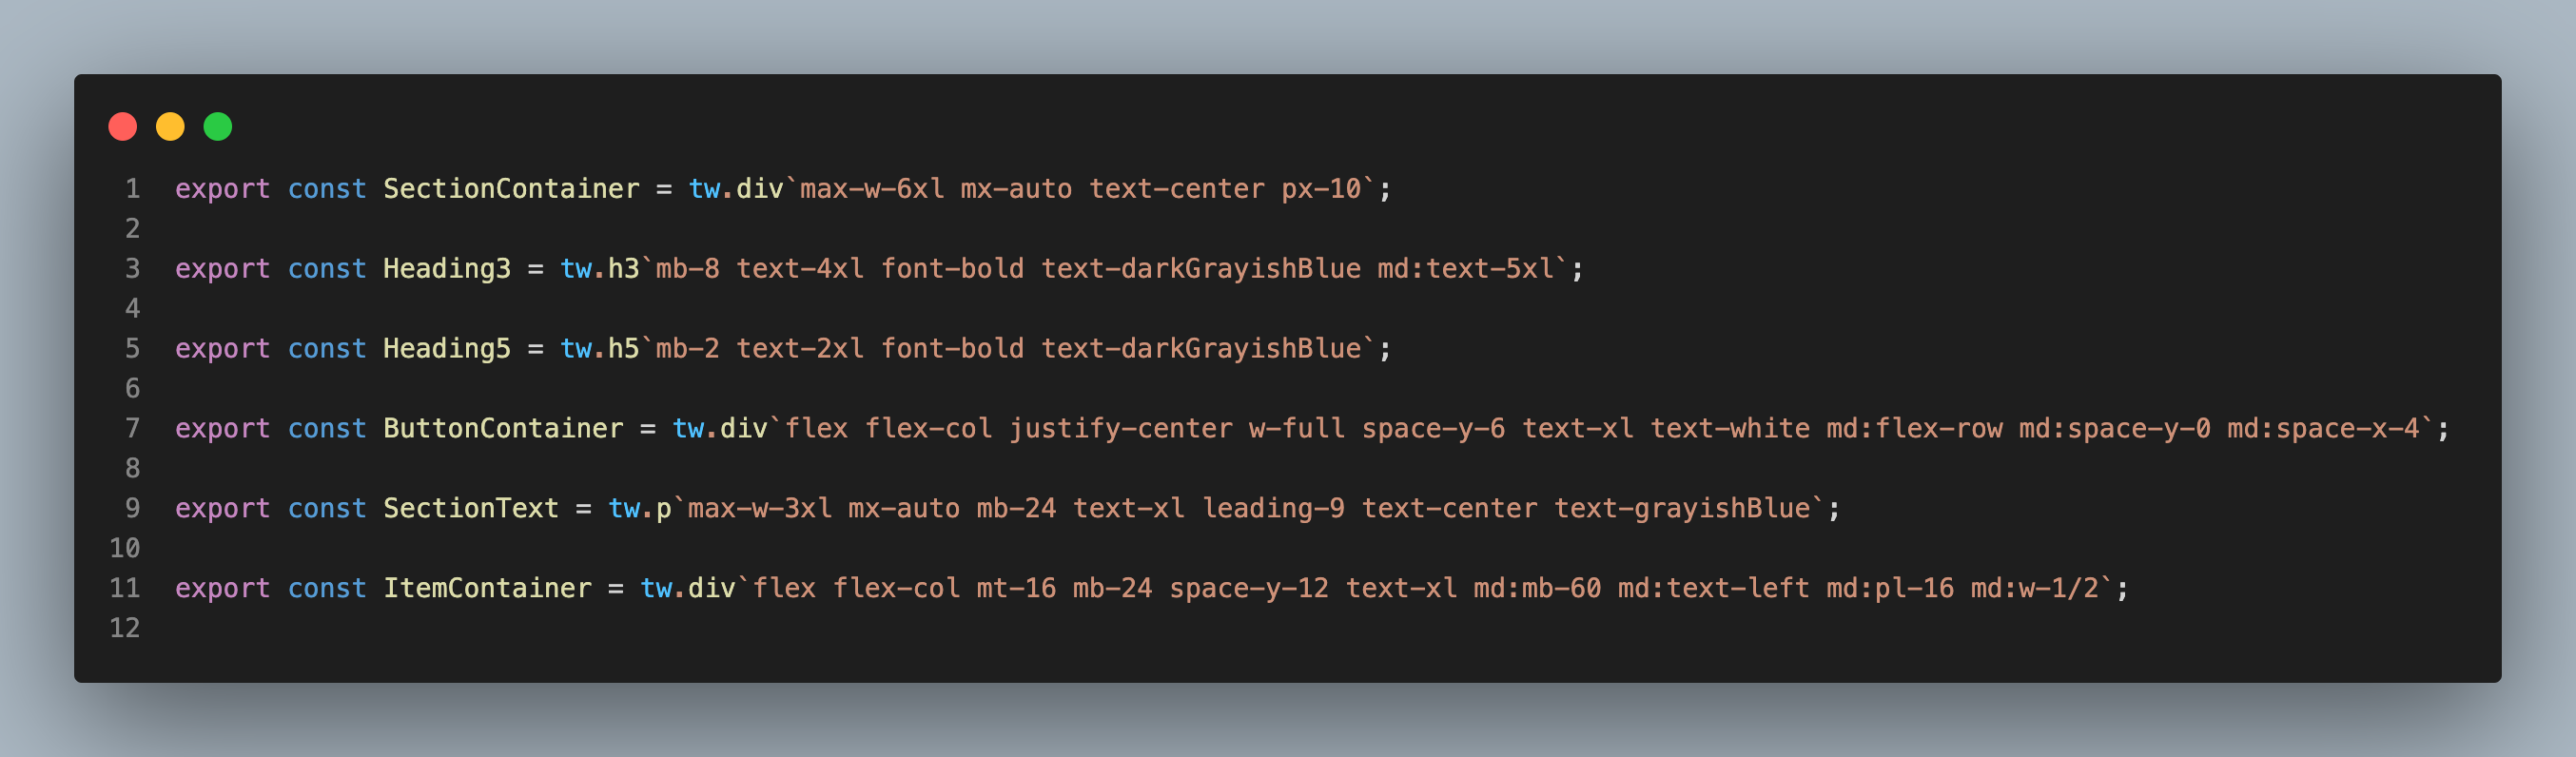 1 export const SectionContainer = tw.div`max-w-6xl mx-auto text-center px-10`;
2
3 export const Heading3 = tw.h3`mb-8 text-4xl font-bold text-darkGrayishBlue md:text-5xl`;
4
5 export const Heading5 = tw.h5`mb-2 text-2xl font-bold text-darkGrayishBlue`;
6
7 export const ButtonContainer = tw.div`flex flex-col justify-center w-full space-y-6 text-xl text-white md:flex-row md:space-y-0 md:space-x-4`;
8
9 export const SectionText = tw.p`max-w-3xl mx-auto mb-24 text-xl leading-9 text-center text-grayishBlue`;
10
11 export const ItemContainer = tw.div`flex flex-col mt-16 mb-24 space-y-12 text-xl md:mb-60 md:text-left md:pl-16 md:w-1/2`;
12